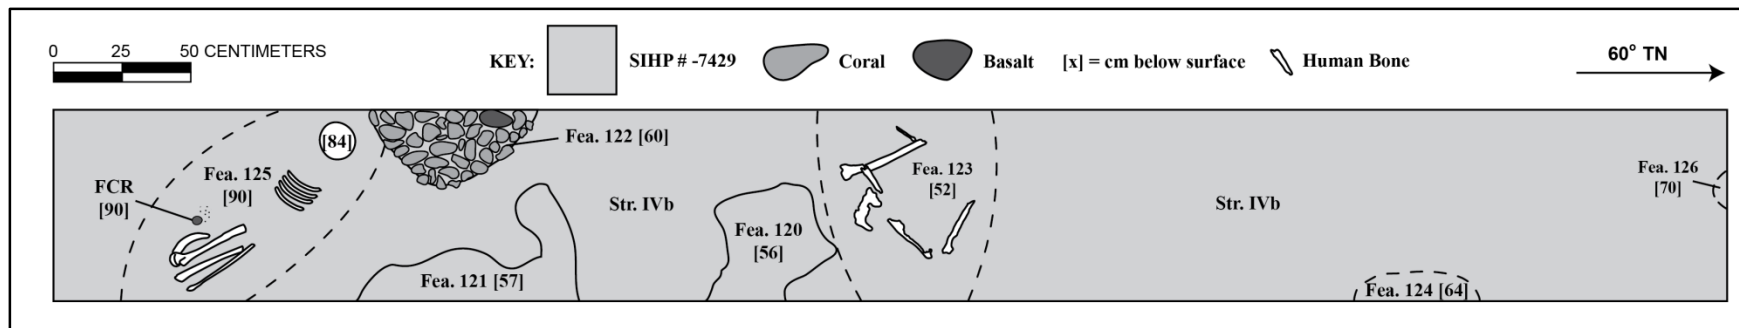 0 25 50 CENTIMETERS
KEY: SIHP # -7429 Coral Basalt [x] = cm below surface Human Bone
60° TN
[84]
Fea. 122 [60]
FCR
[90]
Fea. 125
[90]
Str. IVb
Fea. 121 [57]
Fea. 120
[56]
Fea. 123
[52]
Str. IVb
Fea. 126
[70]
Fea. 124 [64]